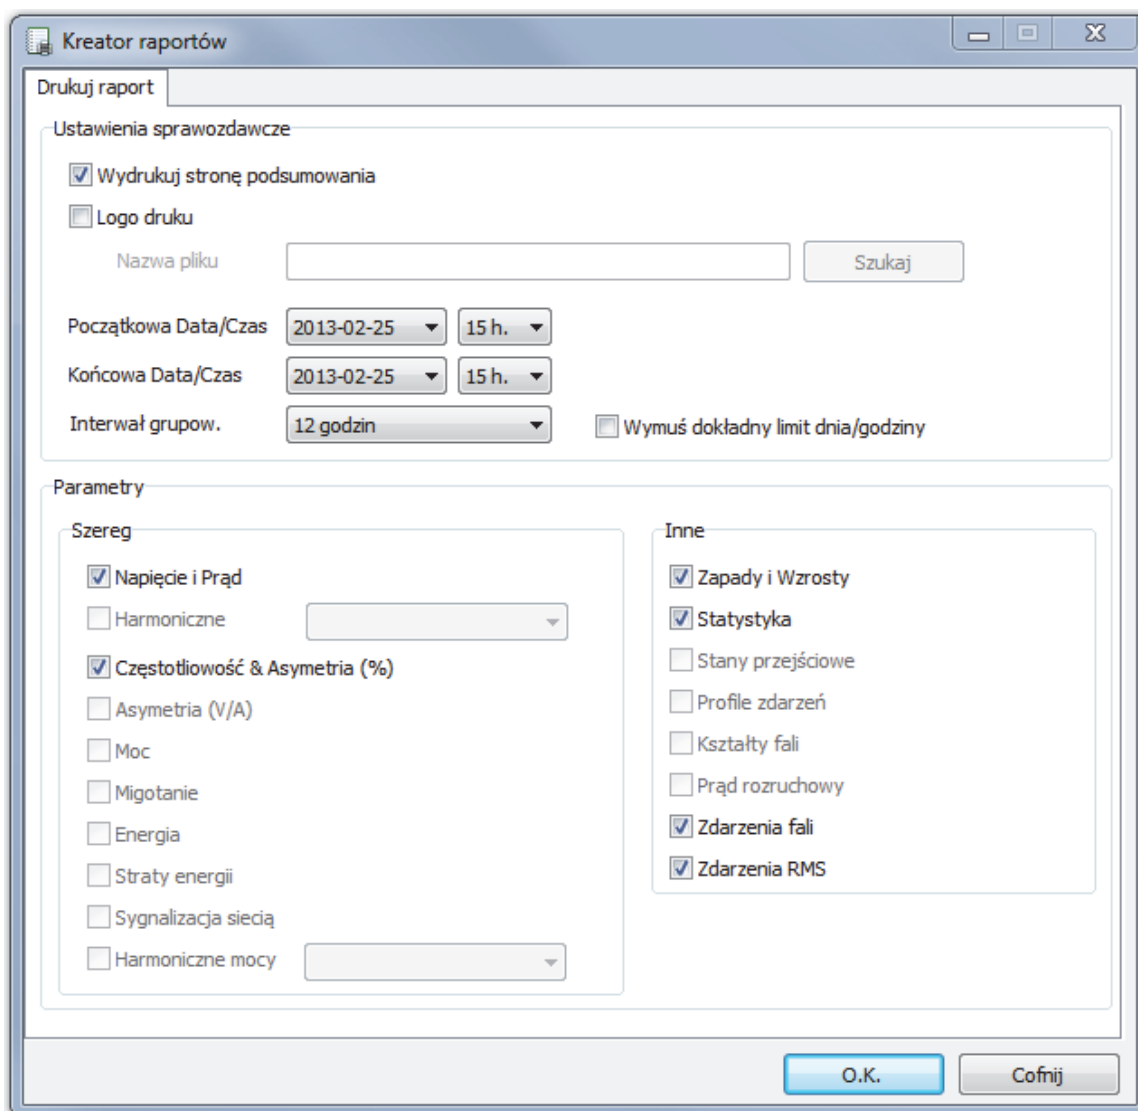 Kreator raportów
Drukuj raport
Ustawienia sprawozdawcze
Wydrukuj stronę podsumowania
Logo druku
Nazwa pliku
Szukaj
Początkowa Data/Czas 2013-02-25 15 h.
Końcowa Data/Czas 2013-02-25 15 h.
Interwał grupow. 12 godzin Wymuś dokładny limit dnia/godziny
Parametry
Szereg
Napięcie i Prąd
Harmoniczne
Częstotliowość & Asymetria (%)
Asymetria (V/A)
Moc
Migotanie
Energia
Straty energii
Sygnalizacja siecią
Harmoniczne mocy
Inne
Zapady i Wzrosty
Statystyka
Stany przejściowe
Profile zdarzeń
Kształty fali
Prąd rozruchowy
Zdarzenia fali
Zdarzenia RMS
O.K.
Cofnij